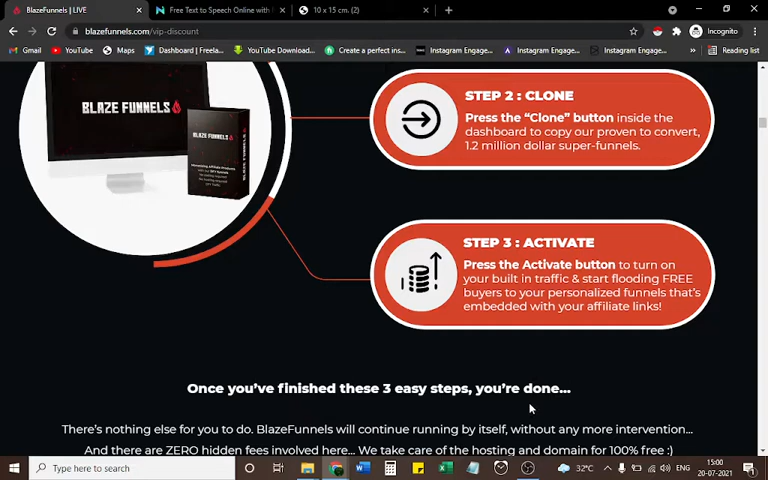 BlazeFunnels | LIVE
Free Text to Speech Online with
10 x 15 cm. (2)
blazefunnels.com/vip-discount
Incognito
Gmail
YouTube
Maps
Dashboard | Freela...
YouTube Download...
Create a perfect ins...
Instagram Engage...
Instagram Engage...
Instagram Engage...
Reading list
BLAZE FUNNELS
BLAZE FUNNELS
STEP 2 : CLONE
Press the “Clone” button inside the
dashboard to copy our proven to convert,
1.2 million dollar super-funnels.
STEP 3 : ACTIVATE
Press the Activate button to turn on
your built in traffic & start flooding FREE
buyers to your personalized funnels that’s
embedded with your affiliate links!
Once you’ve finished these 3 easy steps, you’re done...
There’s nothing else for you to do. BlazeFunnels will continue running by itself, without any more intervention...
And there are ZERO hidden fees involved here... We take care of the hosting and domain for 100% free :)
Type here to search
32°C
ENG
15:00
20-07-2021